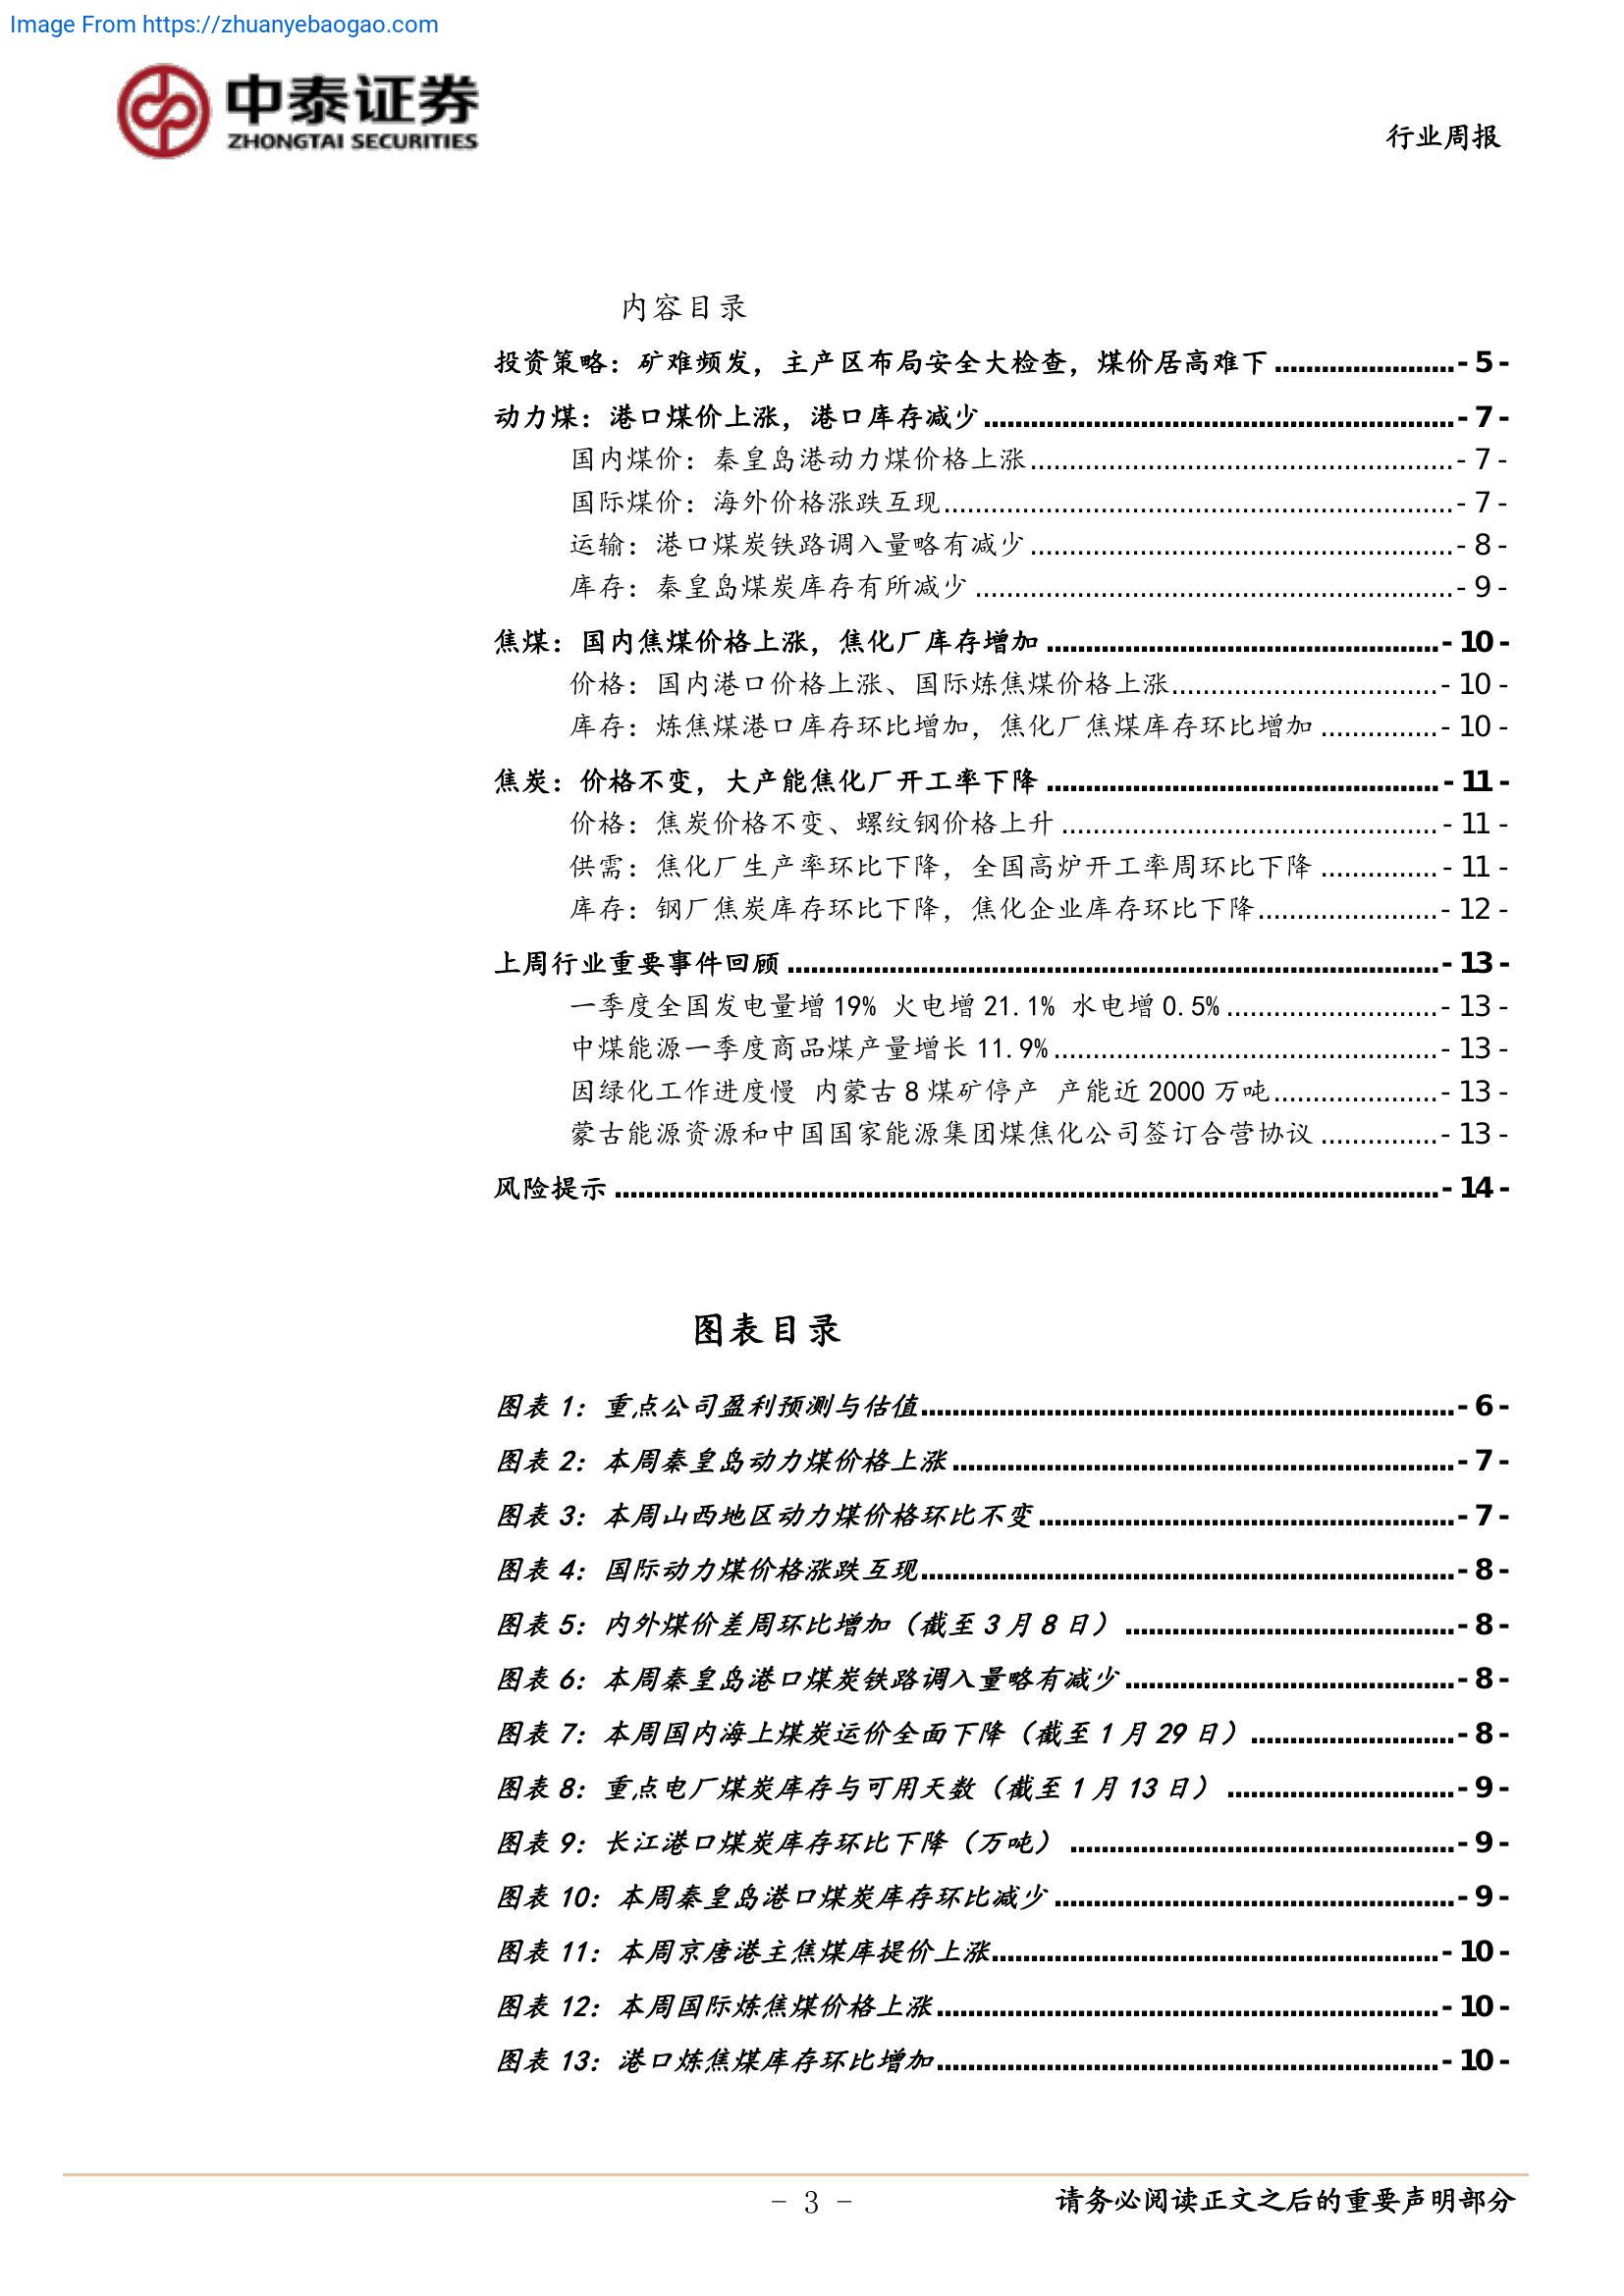 Image From https://zhuanyebaogao.com
中泰证券
ZHONGTAI SECURITIES
行业周报
内容目录
投资策略：矿难频发，主产区布局安全大检查，煤价居高难下.......................- 5 -
动力煤：港口煤价上涨，港口库存减少............................................................- 7 -
国内煤价：秦皇岛港动力煤价格上涨......................................................- 7 -
国际煤价：海外价格涨跌互现.................................................................- 7 -
运输：港口煤炭铁路调入量略有减少......................................................- 8 -
库存：秦皇岛煤炭库存有所减少.............................................................- 9 -
焦煤：国内焦煤价格上涨，焦化厂库存增加..................................................- 10 -
价格：国内港口价格上涨、国际炼焦煤价格上涨..................................- 10 -
库存：炼焦煤港口库存环比增加，焦化厂焦煤库存环比增加...............- 10 -
焦炭：价格不变，大产能焦化厂开工率下降..................................................- 11 -
价格：焦炭价格不变、螺纹钢价格上升................................................- 11 -
供需：焦化厂生产率环比下降，全国高炉开工率周环比下降...............- 11 -
库存：钢厂焦炭库存环比下降，焦化企业库存环比下降.......................- 12 -
上周行业重要事件回顾...................................................................................- 13 -
一季度全国发电量增 19% 火电增 21.1% 水电增 0.5%...........................- 13 -
中煤能源一季度商品煤产量增长 11.9%.................................................- 13 -
因绿化工作进度慢 内蒙古 8 煤矿停产 产能近 2000 万吨.....................- 13 -
蒙古能源资源和中国国家能源集团煤焦化公司签订合营协议...............- 13 -
风险提示.........................................................................................................- 14 -
图表目录
图表 1：重点公司盈利预测与估值....................................................................- 6 -
图表 2：本周秦皇岛动力煤价格上涨................................................................- 7 -
图表 3：本周山西地区动力煤价格环比不变.....................................................- 7 -
图表 4：国际动力煤价格涨跌互现....................................................................- 8 -
图表 5：内外煤价差周环比增加（截至 3 月 8 日）..........................................- 8 -
图表 6：本周秦皇岛港口煤炭铁路调入量略有减少..........................................- 8 -
图表 7：本周国内海上煤炭运价全面下降（截至 1 月 29 日）..........................- 8 -
图表 8：重点电厂煤炭库存与可用天数（截至 1 月 13 日）.............................- 9 -
图表 9：长江港口煤炭库存环比下降（万吨）.................................................- 9 -
图表 10：本周秦皇岛港口煤炭库存环比减少...................................................- 9 -
图表 11：本周京唐港主焦煤库提价上涨.........................................................- 10 -
图表 12：本周国际炼焦煤价格上涨................................................................- 10 -
图表 13：港口炼焦煤库存环比增加................................................................- 10 -
- 3 -
请务必阅读正文之后的重要声明部分